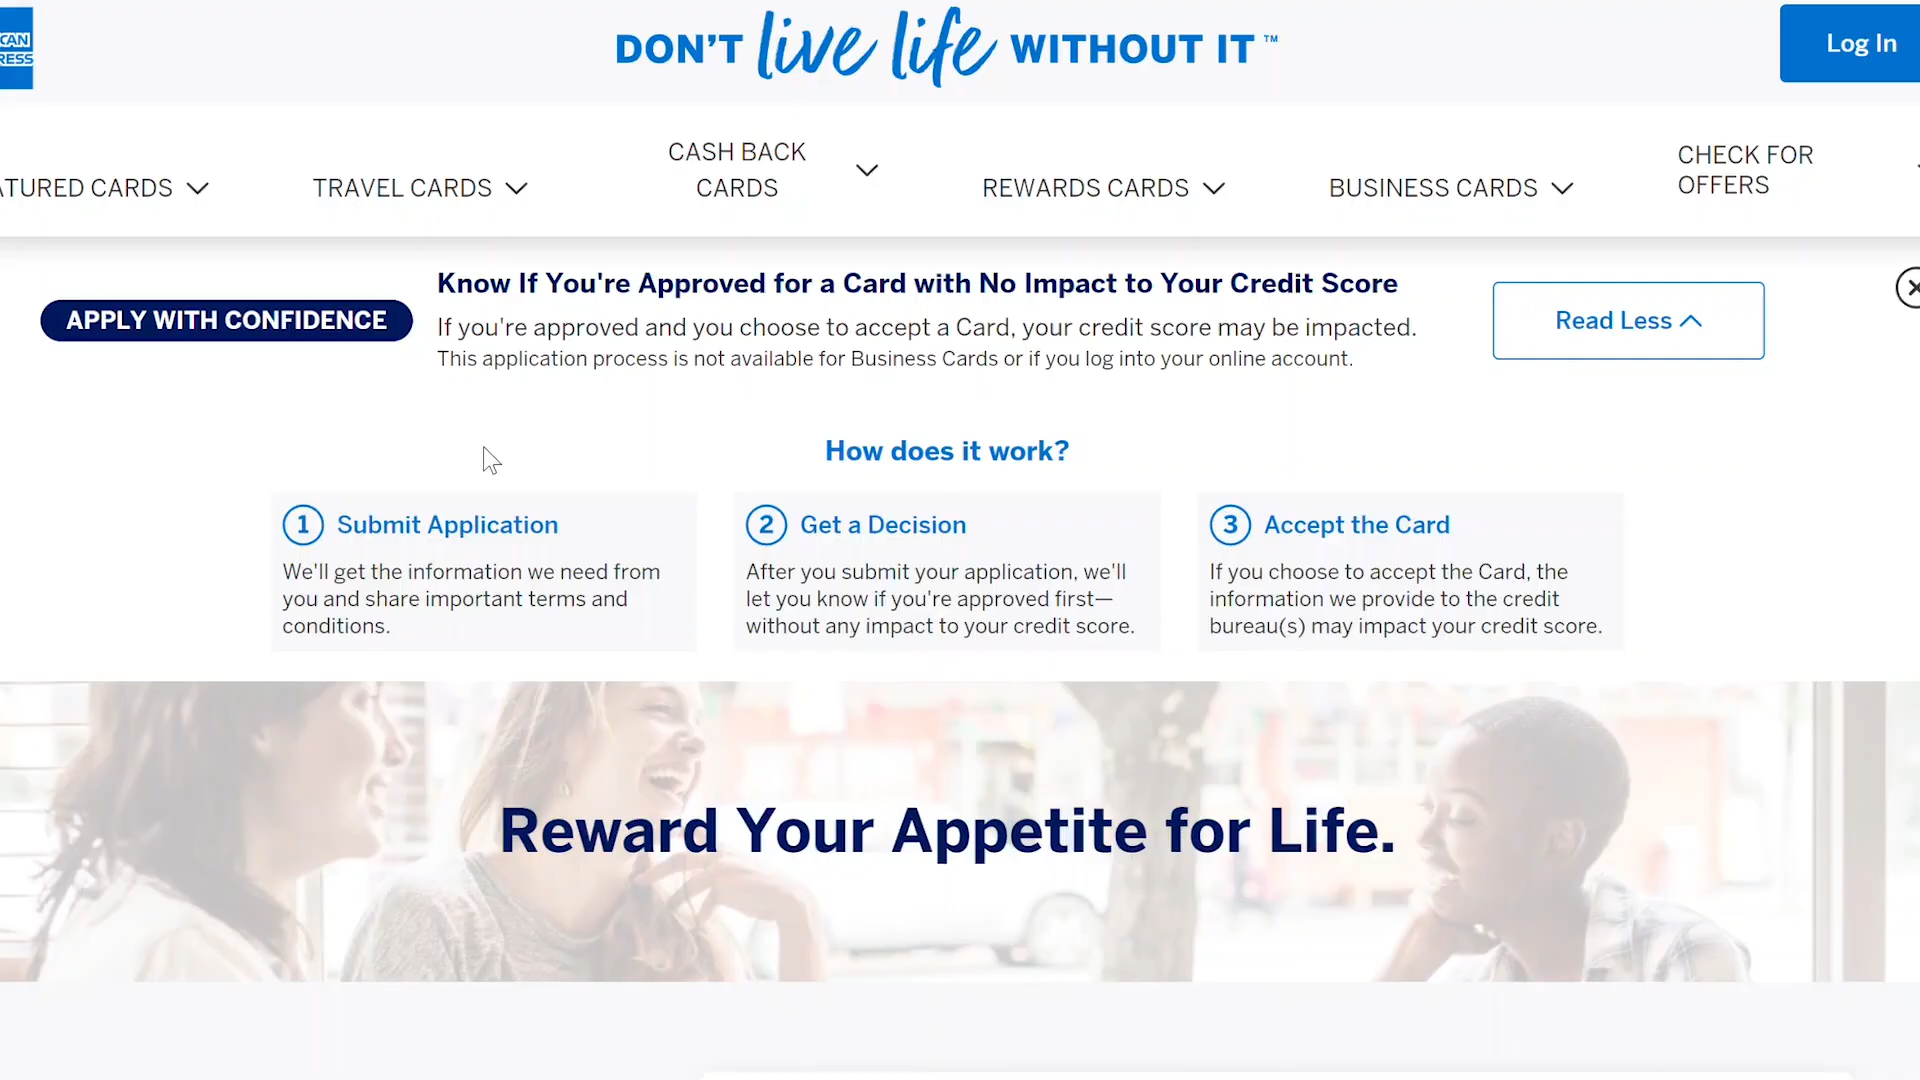 CAN
RESS
DON'T live life WITHOUT IT ™
Log In
ATURED CARDS
TRAVEL CARDS
CASH BACK
CARDS
REWARDS CARDS
BUSINESS CARDS
CHECK FOR
OFFERS
APPLY WITH CONFIDENCE
Know If You're Approved for a Card with No Impact to Your Credit Score
If you're approved and you choose to accept a Card, your credit score may be impacted.
This application process is not available for Business Cards or if you log into your online account.
Read Less
How does it work?
1 Submit Application
We'll get the information we need from
you and share important terms and
conditions.
2 Get a Decision
After you submit your application, we'll
let you know if you're approved first—
without any impact to your credit score.
3 Accept the Card
If you choose to accept the Card, the
information we provide to the credit
bureau(s) may impact your credit score.
Reward Your Appetite for Life.